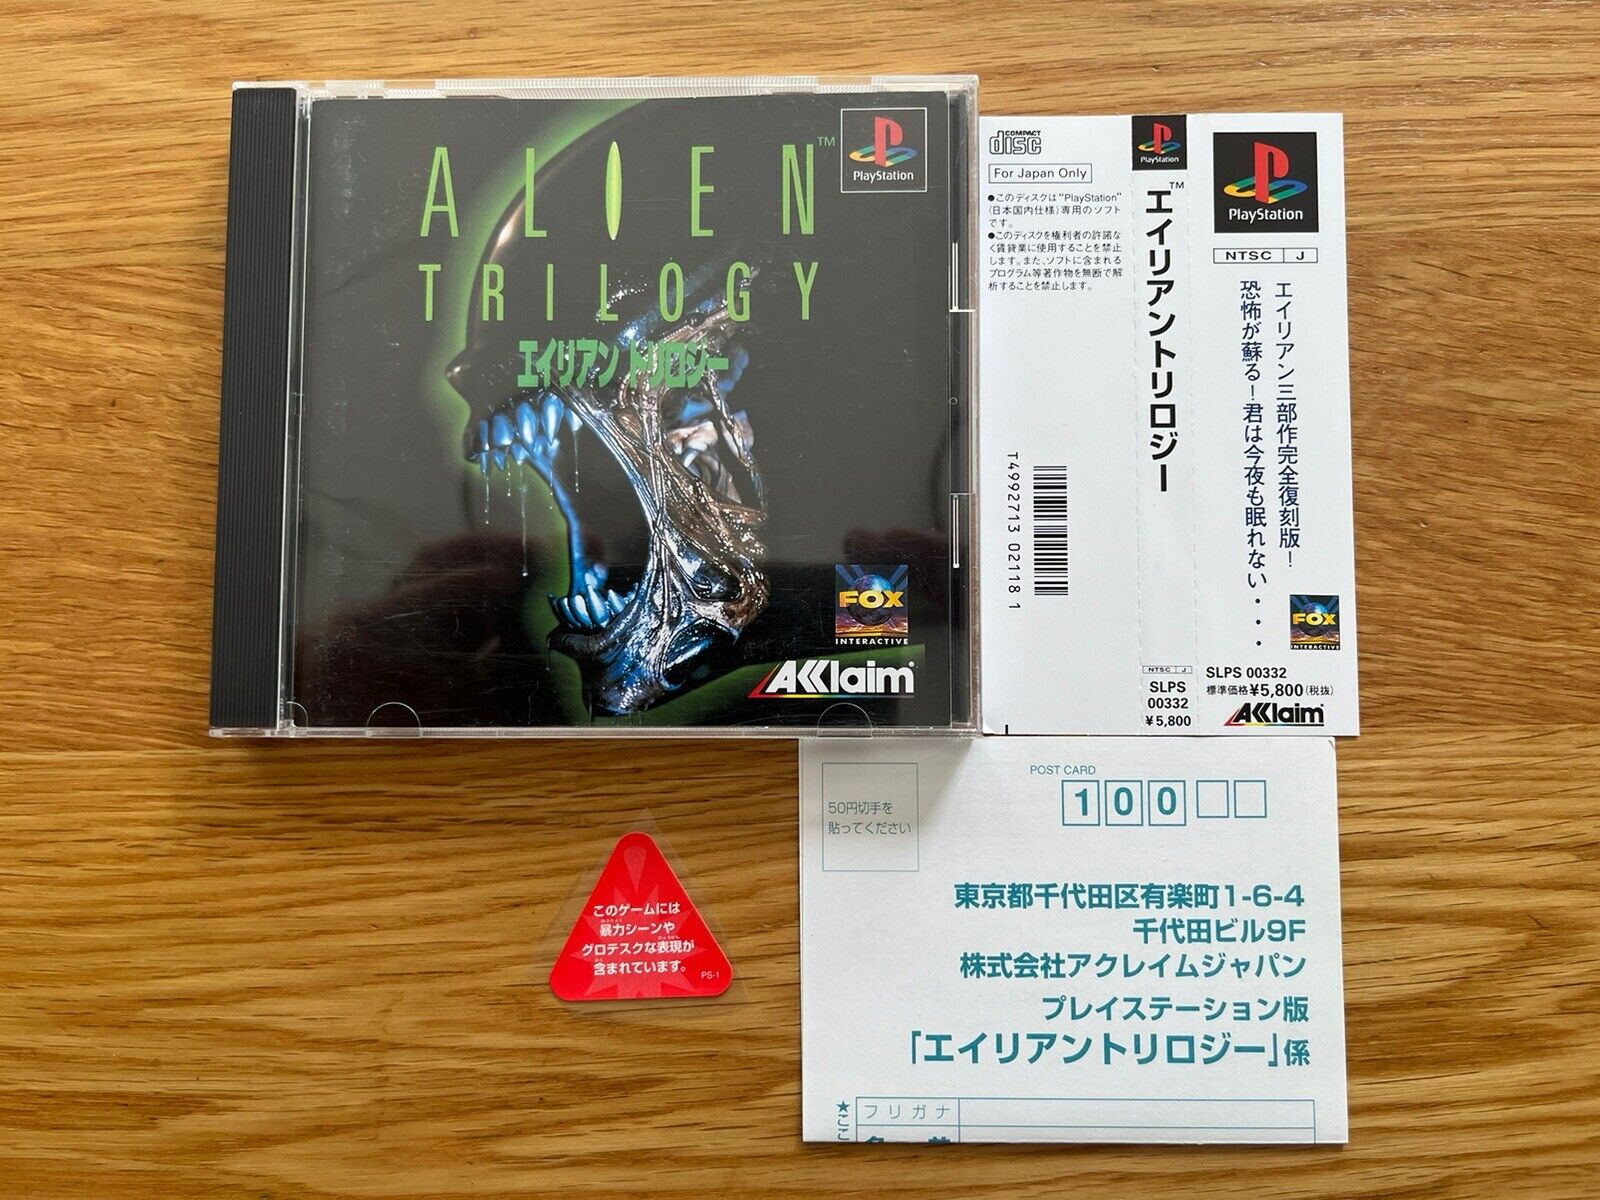 ALIEN™
TRILOGY
エイリアン トリロジー
PlayStation
FOX
INTERACTIVE
AKKlaim®
COMPACT
disc
For Japan Only
●このディスクは"PlayStation"
(日本国内仕様)専用のソフト
です。
●このディスクを権利者の許諾な
く賃貸業に使用することを禁止
します。また、ソフトに含まれる
プログラム等著作物を無断で解
析することを禁止します。
T4992713 02118 1
PlayStation
エイリアントリロジー™
NTSC J
SLPS
00332
¥5,800
PlayStation
NTSC J
エイリアン三部作完全復刻版!
恐怖が蘇る!君は今夜も眠れない・・・・
FOX
INTERACTIVE
SLPS 00332
標準価格¥5,800(税抜)
AKKlaim
このゲームには
暴力シーンや
グロテスクな表現が
含まれています。
PS-1
POST CARD
50円切手を
貼ってください
100
東京都千代田区有楽町1-6-4
千代田ビル9F
株式会社アクレイムジャパン
プレイステーション版
「エイリアントリロジー」係
フリガナ